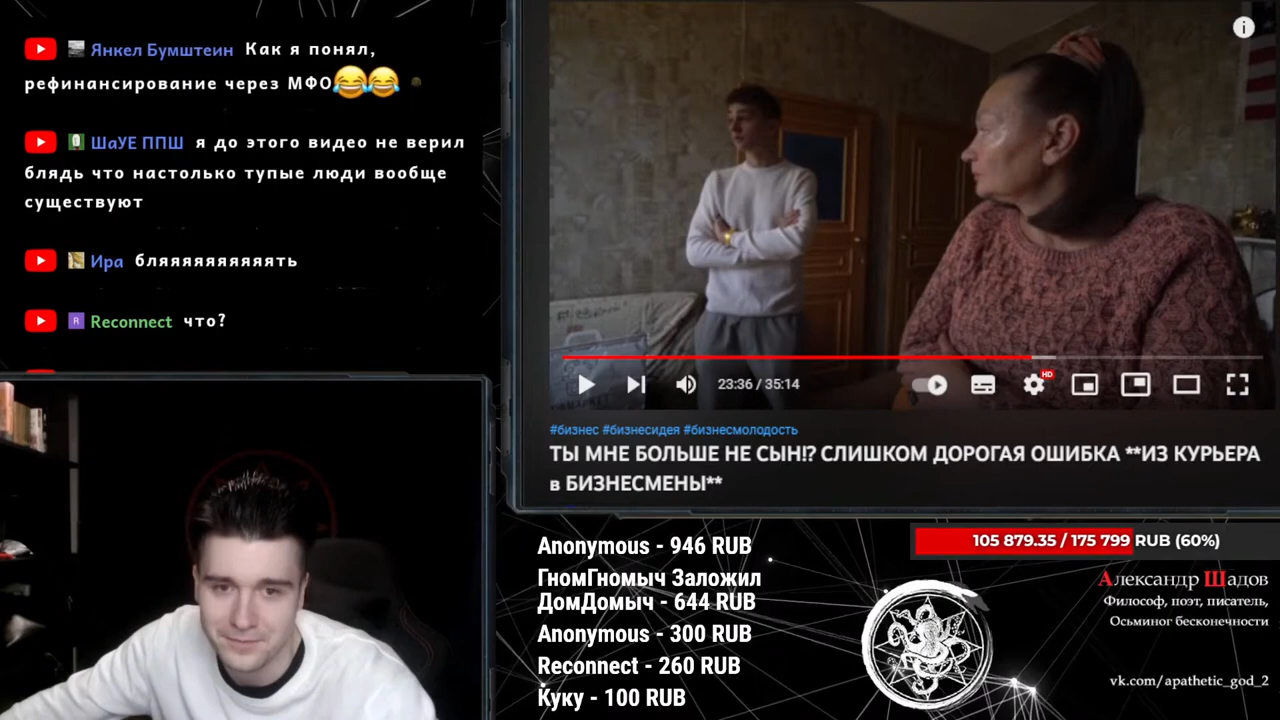 Янкел Бумштеин Как я понял,
рефинансирование через МФО😂😂
ШаУЕ ППШ я до этого видео не верил
блядь что настолько тупые люди вообще
существуют
Ира бляяяяяяяяяять
R Reconnect что?
i
23:36 / 35:14
HD
#бизнес #бизнесидея #бизнесмолодость
ТЫ МНЕ БОЛЬШЕ НЕ СЫН!? СЛИШКОМ ДОРОГАЯ ОШИБКА **ИЗ КУРЬЕРА
в БИЗНЕСМЕНЫ**
Anonymous - 946 RUB
ГномГномыч Заложил
ДомДомыч - 644 RUB
Anonymous - 300 RUB
Reconnect - 260 RUB
Куку - 100 RUB
105 879.35 / 175 799 RUB (60%)
Александр Шадов
Философ, поэт, писатель,
Осьминог бесконечности
vk.com/apathetic_god_2